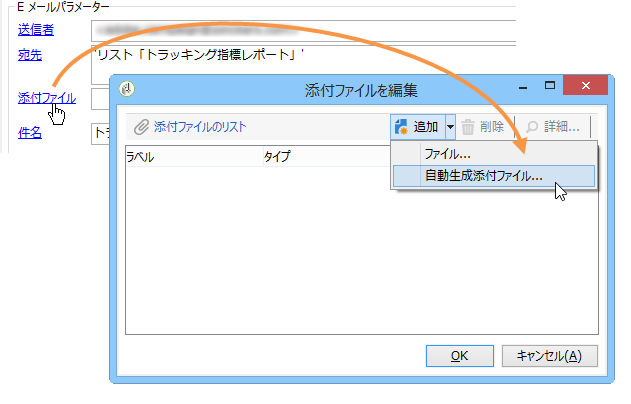 E メールパラメーター
送信者
宛先
'リスト「トラッキング指標レポート」'
添付ファイル
件名
トラ
添付ファイルを編集
添付ファイルのリスト
追加
削除
詳細...
ラベル
タイプ
ファイル...
自動生成添付ファイル...
OK
キャンセル(A)